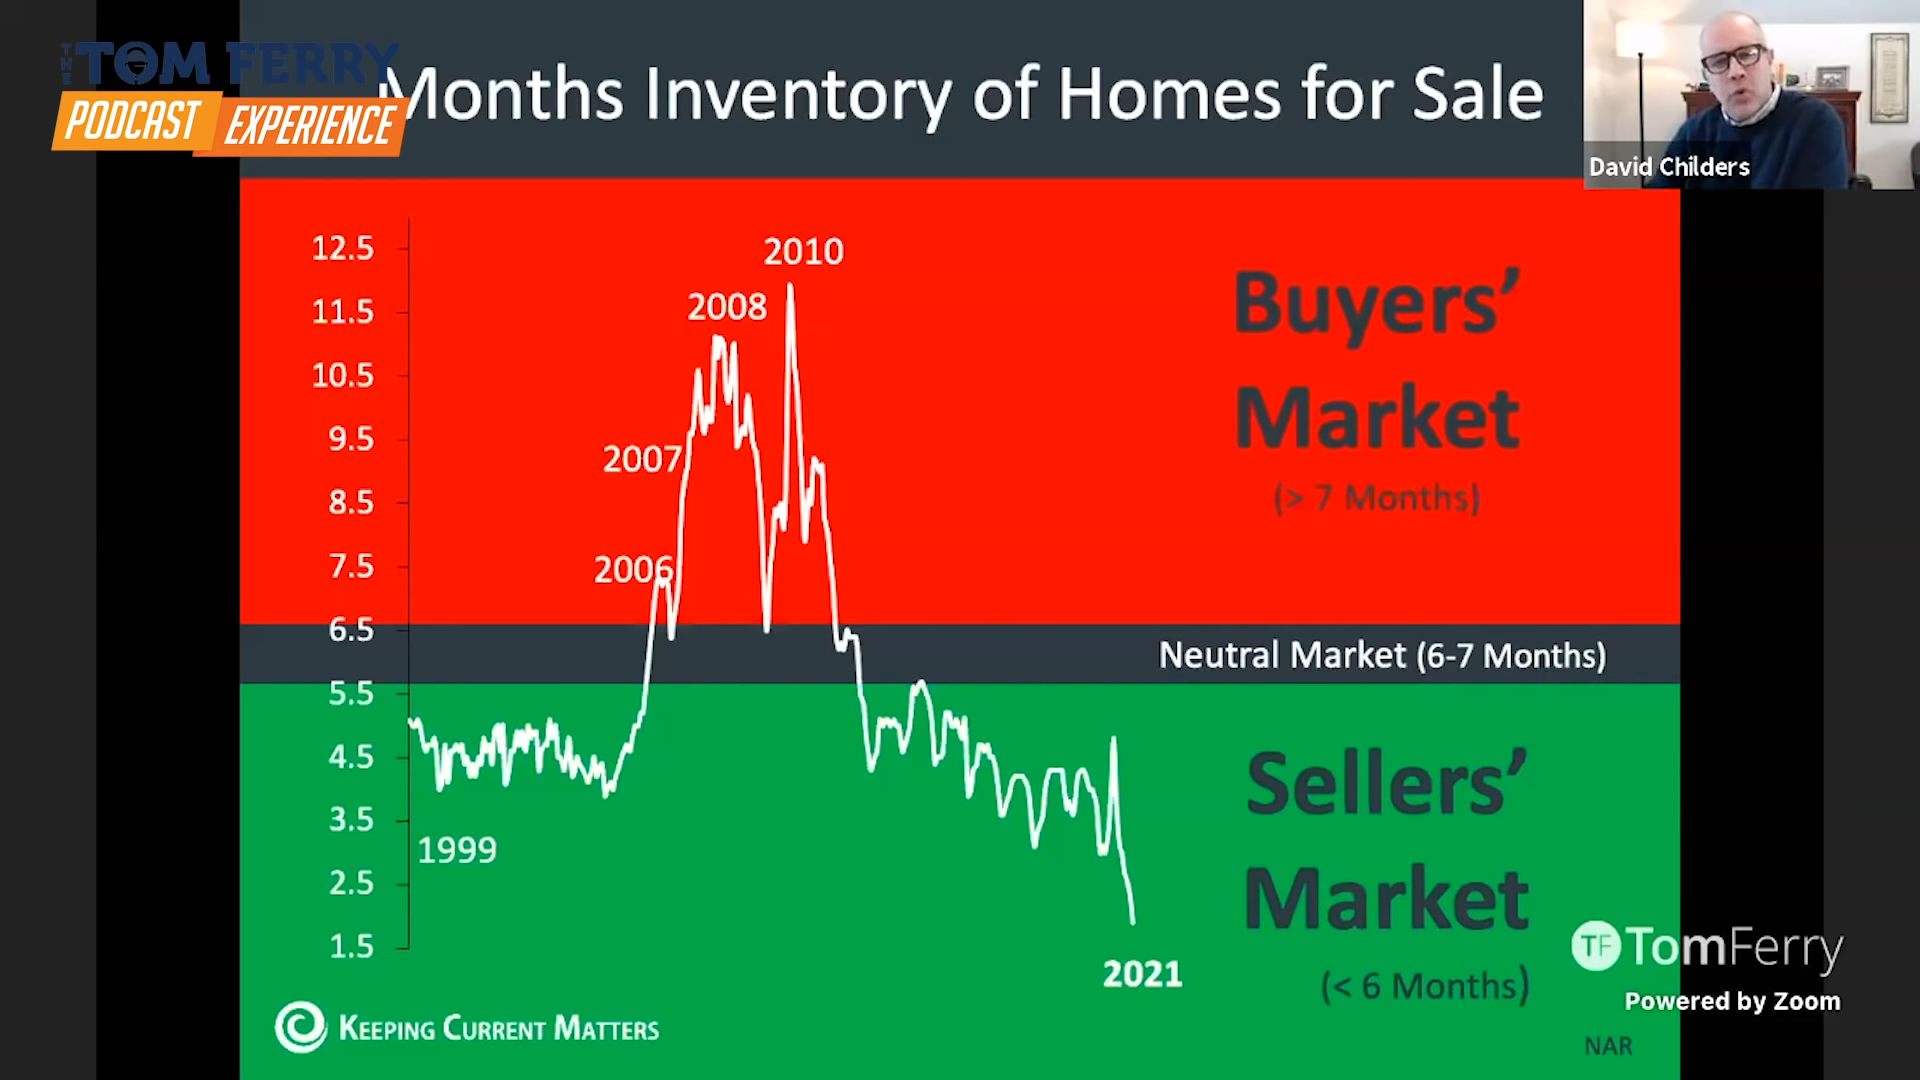 THE TOM FERRY
PODCAST EXPERIENCE
Months Inventory of Homes for Sale
David Childers
12.5
11.5
10.5
9.5
8.5
7.5
6.5
5.5
4.5
3.5
2.5
1.5
2010
2008
2007
2006
1999
2021
Buyers’
Market
(> 7 Months)
Neutral Market (6-7 Months)
Sellers’
Market
(< 6 Months)
TF TomFerry
Powered by Zoom
KEEPING CURRENT MATTERS
NAR